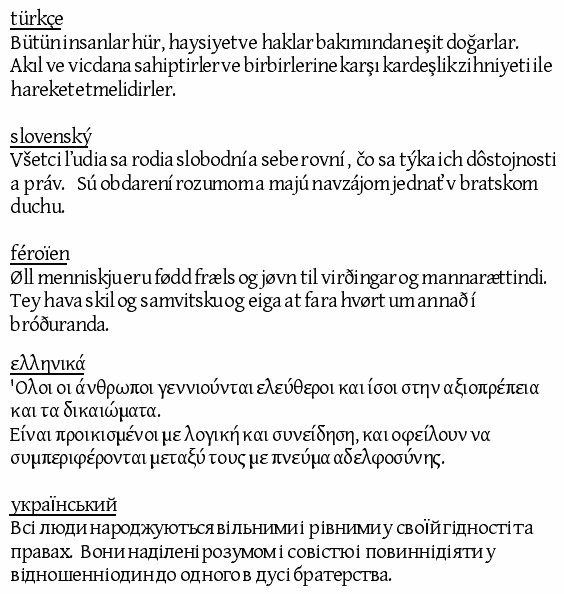 türkçe
Bütün insanlar hür, haysiyet ve haklar bakımından eşit doğarlar.
Akıl ve vicdana sahiptirler ve birbirlerine karşı kardeşlik zihniyeti ile
hareket etmelidirler.
slovenský
Všetci ľudia sa rodia slobodní a sebe rovní , čo sa týka ich dôstojnosti
a práv. Sú obdarení rozumom a majú navzájom jednať v bratskom
duchu.
féroïen
Øll menniskju eru fødd fræls og jøvn til virðingar og mannarættindi.
Tey hava skil og samvitsku og eiga at fara hvørt um annað í
bróðuranda.
ελληνικά
'Ολοι οι άνθρωποι γεννιούνται ελεύθεροι και ίσοι στην αξιοπρέπεια
και τα δικαιώματα.
Είναι προικισμένοι με λογική και συνείδηση, και οφείλουν να
συμπεριφέρονται μεταξύ τους με πνεύμα αδελφοσύνης.
український
Всі люди народжуються вільними і рівними у своїй гідності та
правах. Вони наділені розумом і совістю і повинні діяти у
відношенні один до одного в дусі братерства.